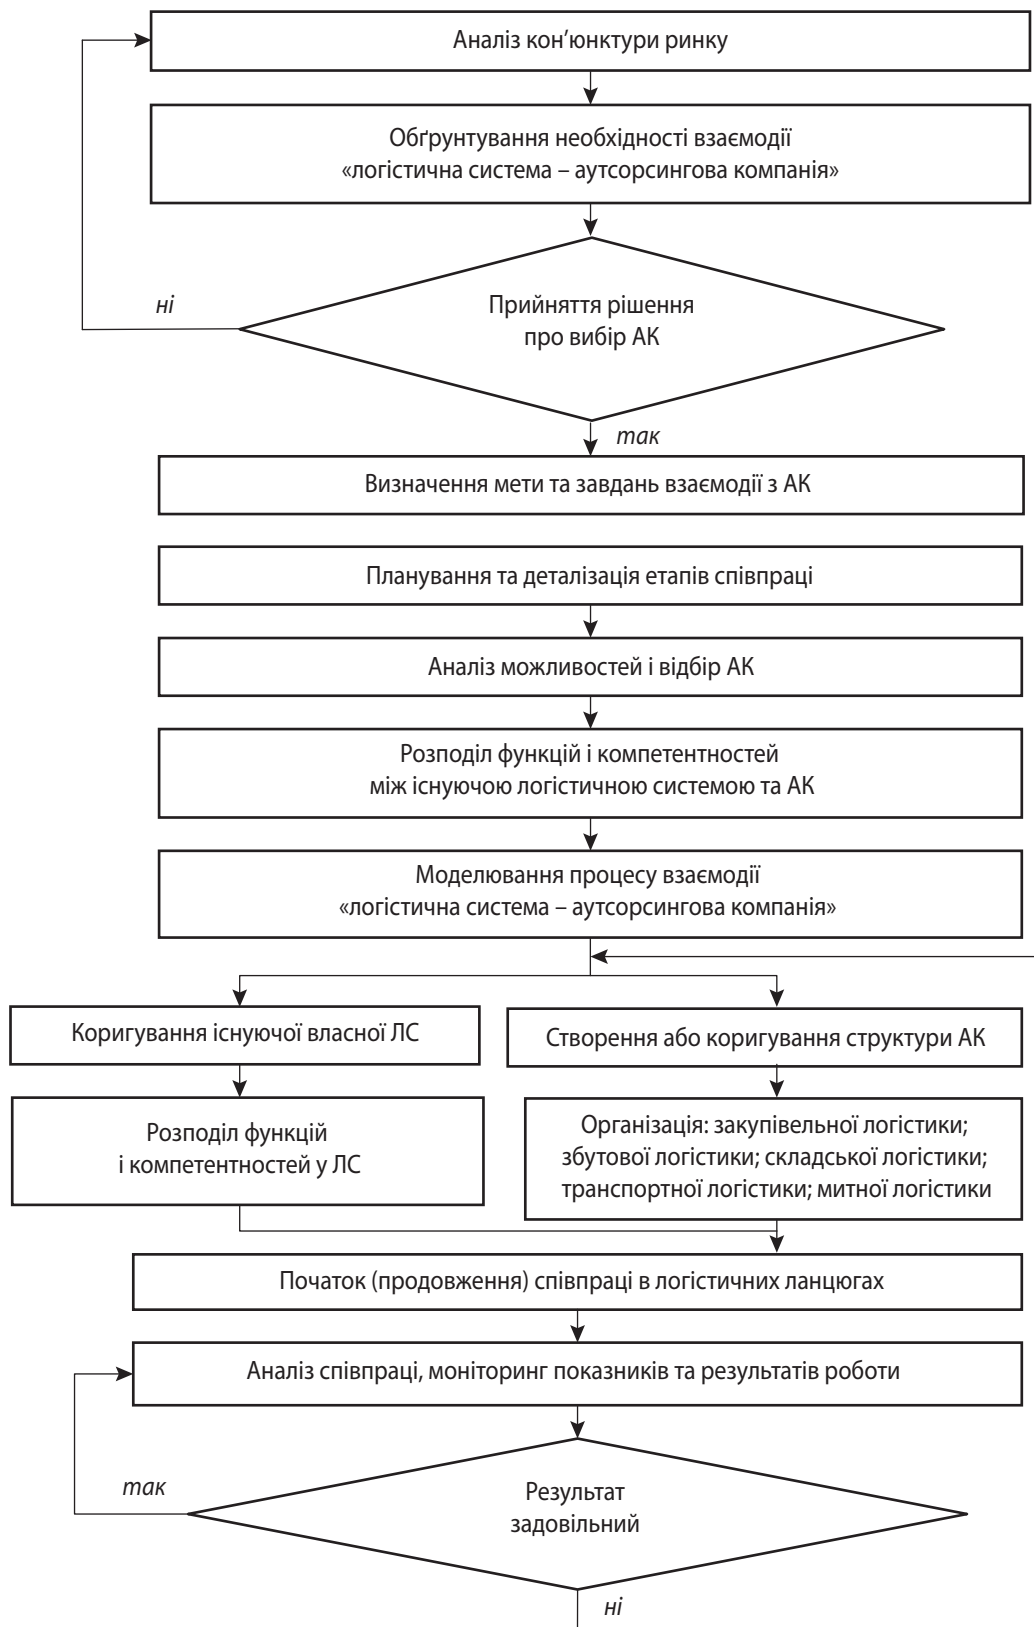 Аналіз кон’юнктури ринку
Обґрунтування необхідності взаємодії
«логістична система – аутсорсингова компанія»
Прийняття рішення
про вибір АК
ні
так
Визначення мети та завдань взаємодії з АК
Планування та деталізація етапів співпраці
Аналіз можливостей і відбір АК
Розподіл функцій і компетентностей
між існуючою логістичною системою та АК
Моделювання процесу взаємодії
«логістична система – аутсорсингова компанія»
Коригування існуючої власної ЛС
Створення або коригування структури АК
Розподіл функцій
і компетентностей у ЛС
Організація: закупівельної логістики;
збутової логістики; складської логістики;
транспортної логістики; митної логістики
Початок (продовження) співпраці в логістичних ланцюгах
Аналіз співпраці, моніторинг показників та результатів роботи
так
Результат
задовільний
ні